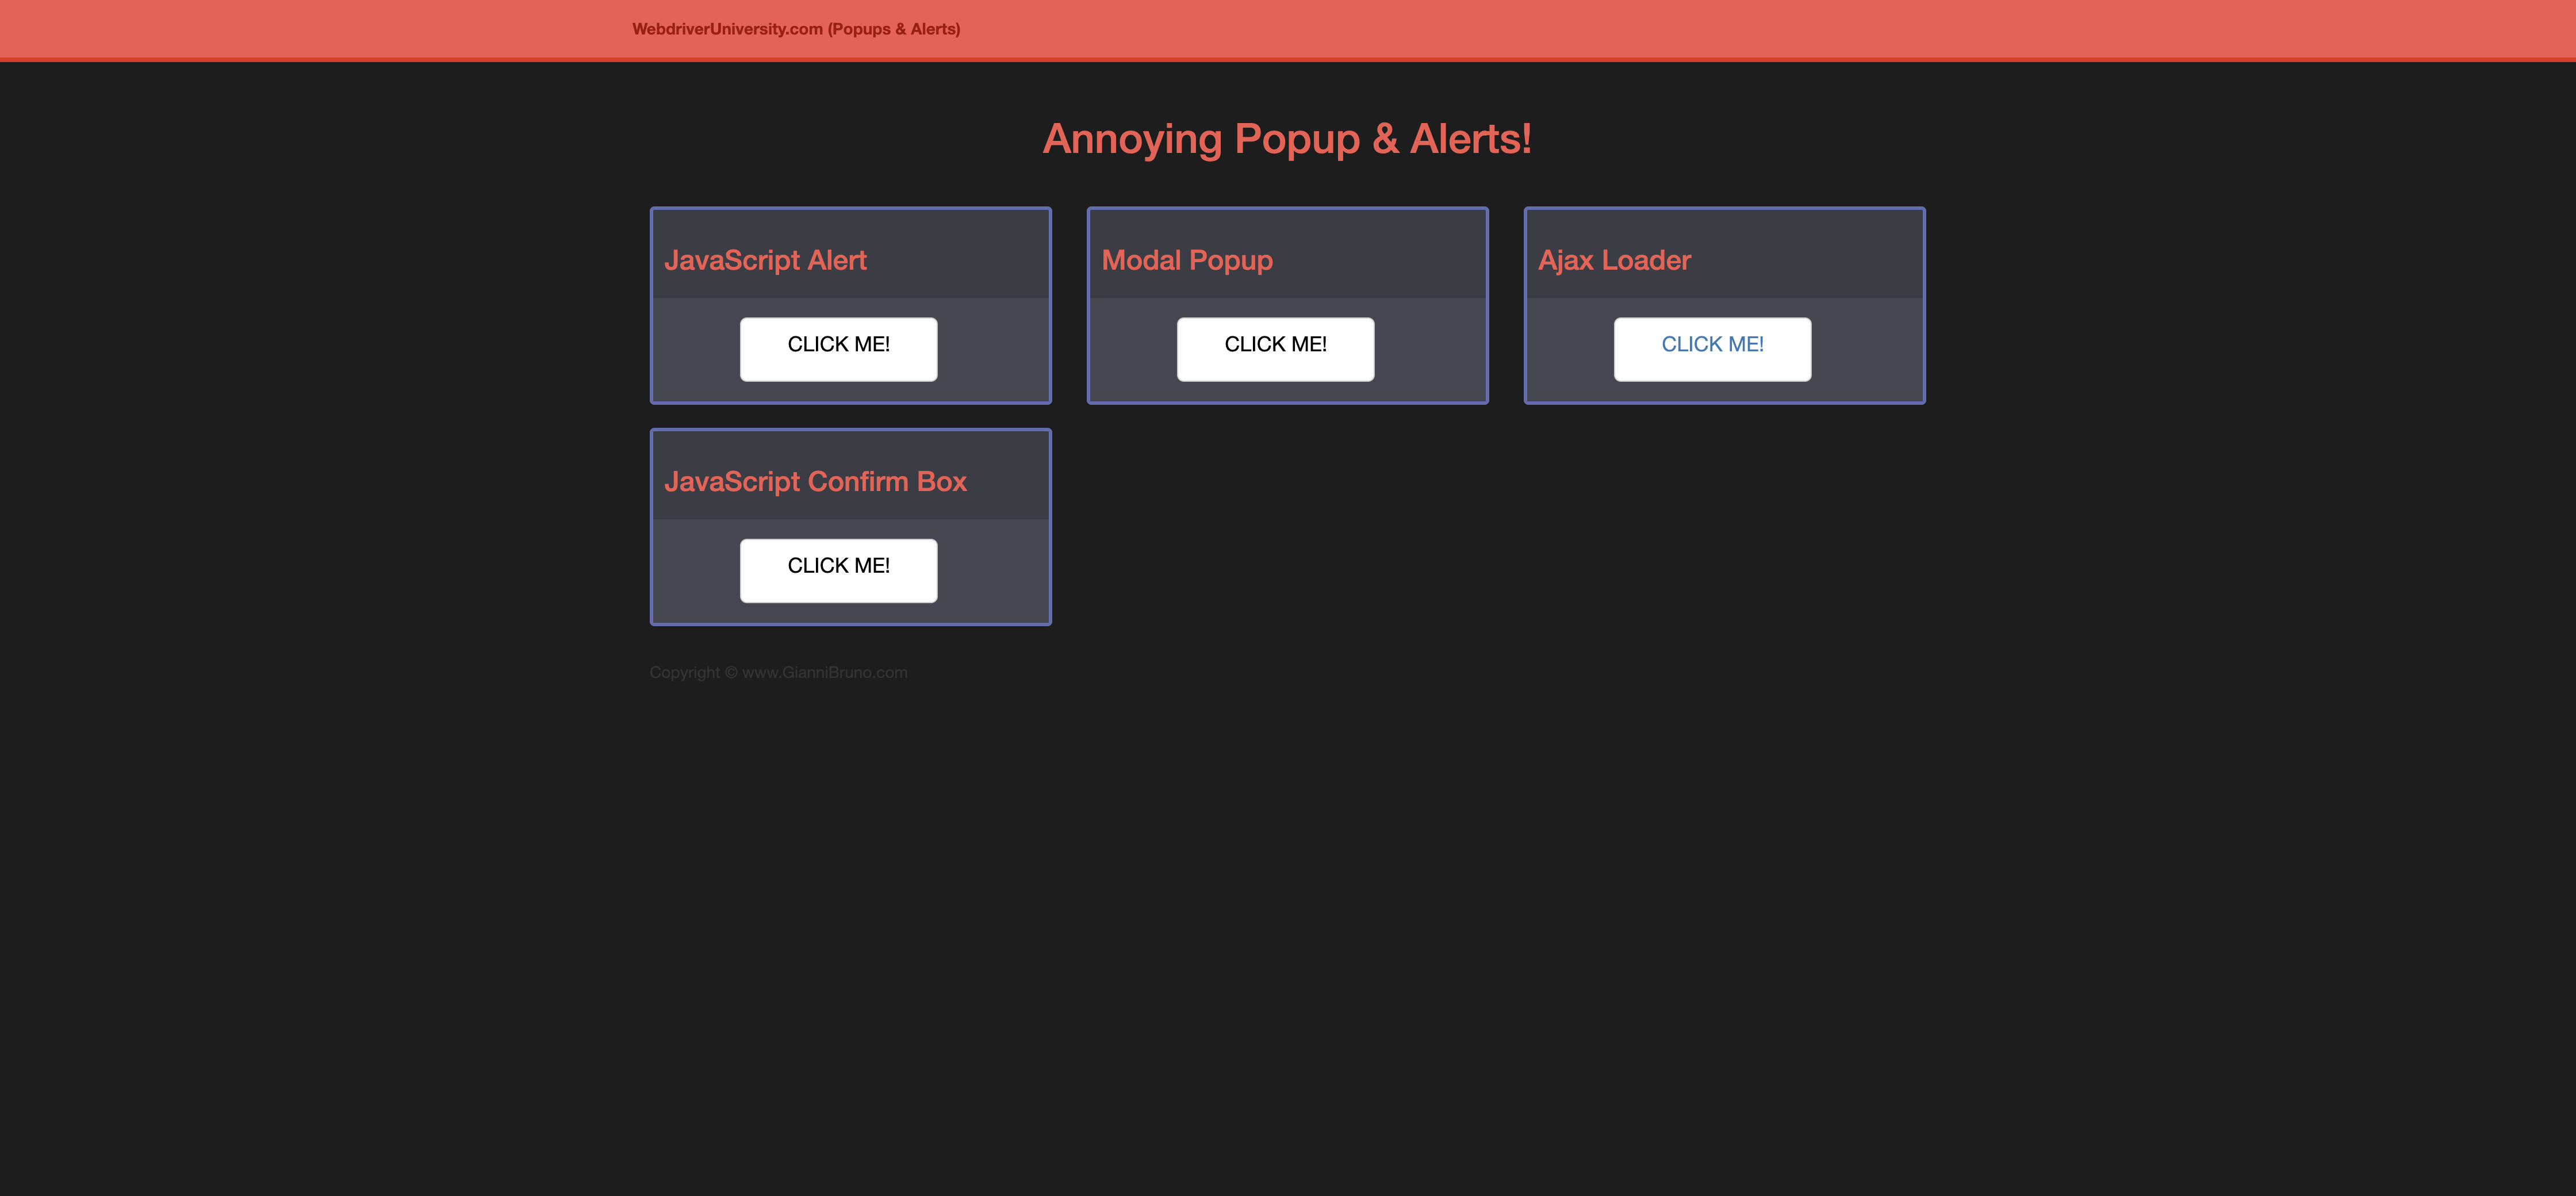 WebdriverUniversity.com (Popups & Alerts)
Annoying Popup & Alerts!
JavaScript Alert
CLICK ME!
Modal Popup
CLICK ME!
Ajax Loader
CLICK ME!
JavaScript Confirm Box
CLICK ME!
Copyright © www.GianniBruno.com